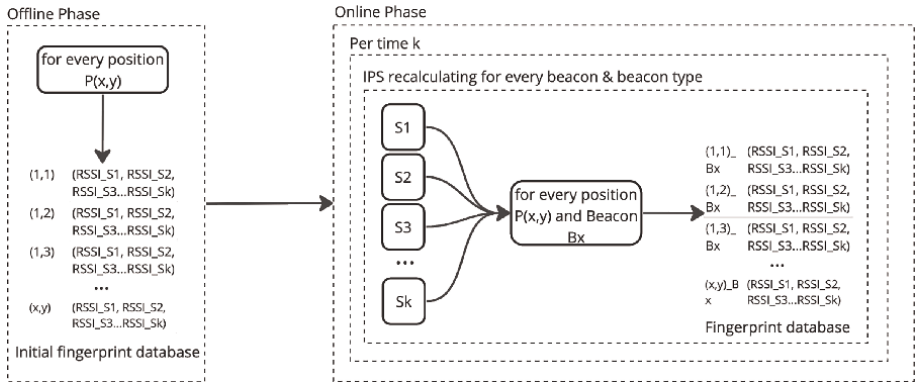 Offline Phase
for every position
P(x,y)
(1,1) (RSSI_S1, RSSI_S2,
RSSI_S3...RSSI_Sk)
(1,2) (RSSI_S1, RSSI_S2,
RSSI_S3...RSSI_Sk)
(1,3) (RSSI_S1, RSSI_S2,
RSSI_S3...RSSI_Sk)
...
(x,y) (RSSI_S1, RSSI_S2,
RSSI_S3...RSSI_Sk)
Initial fingerprint database
Online Phase
Per time k
IPS recalculating for every beacon & beacon type
S1
S2
S3
...
Sk
for every position
P(x,y) and Beacon
Bx
(1,1)_ (RSSI_S1, RSSI_S2,
Bx RSSI_S3...RSSI_Sk)
(1,2)_ (RSSI_S1, RSSI_S2,
Bx RSSI_S3...RSSI_Sk)
(1,3)_ (RSSI_S1, RSSI_S2,
Bx RSSI_S3...RSSI_Sk)
...
(x,y)_B (RSSI_S1, RSSI_S2,
x RSSI_S3...RSSI_Sk)
Fingerprint database